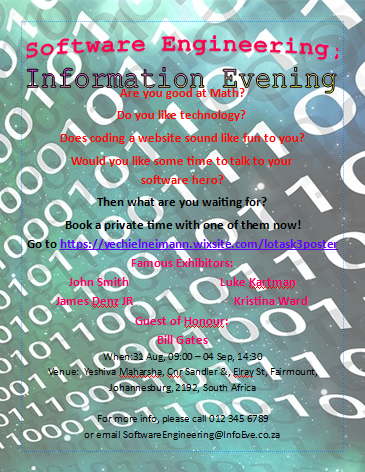 Software Engineering;
Information Evening
Are you good at Math?
Do you like technology?
Does coding a website sound like fun to you?
Would you like some time to talk to your
software hero?
Then what are you waiting for?
Book a private time with one of them now!
Go to https://yechielneimann.wixsite.com/lotask3poster
Famous Exhibitors:
John Smith Luke Kartman
James Denz JR Kristina Ward
Guest of Honour:
Bill Gates
When:31 Aug, 09:00 – 04 Sep, 14:30
Venue: Yeshiva Maharsha, Cnr Sandler &, Elray St, Fairmount,
Johannesburg, 2192, South Africa
For more info, please call 012 345 6789
or email SoftwareEngineering@InfoEve.co.za